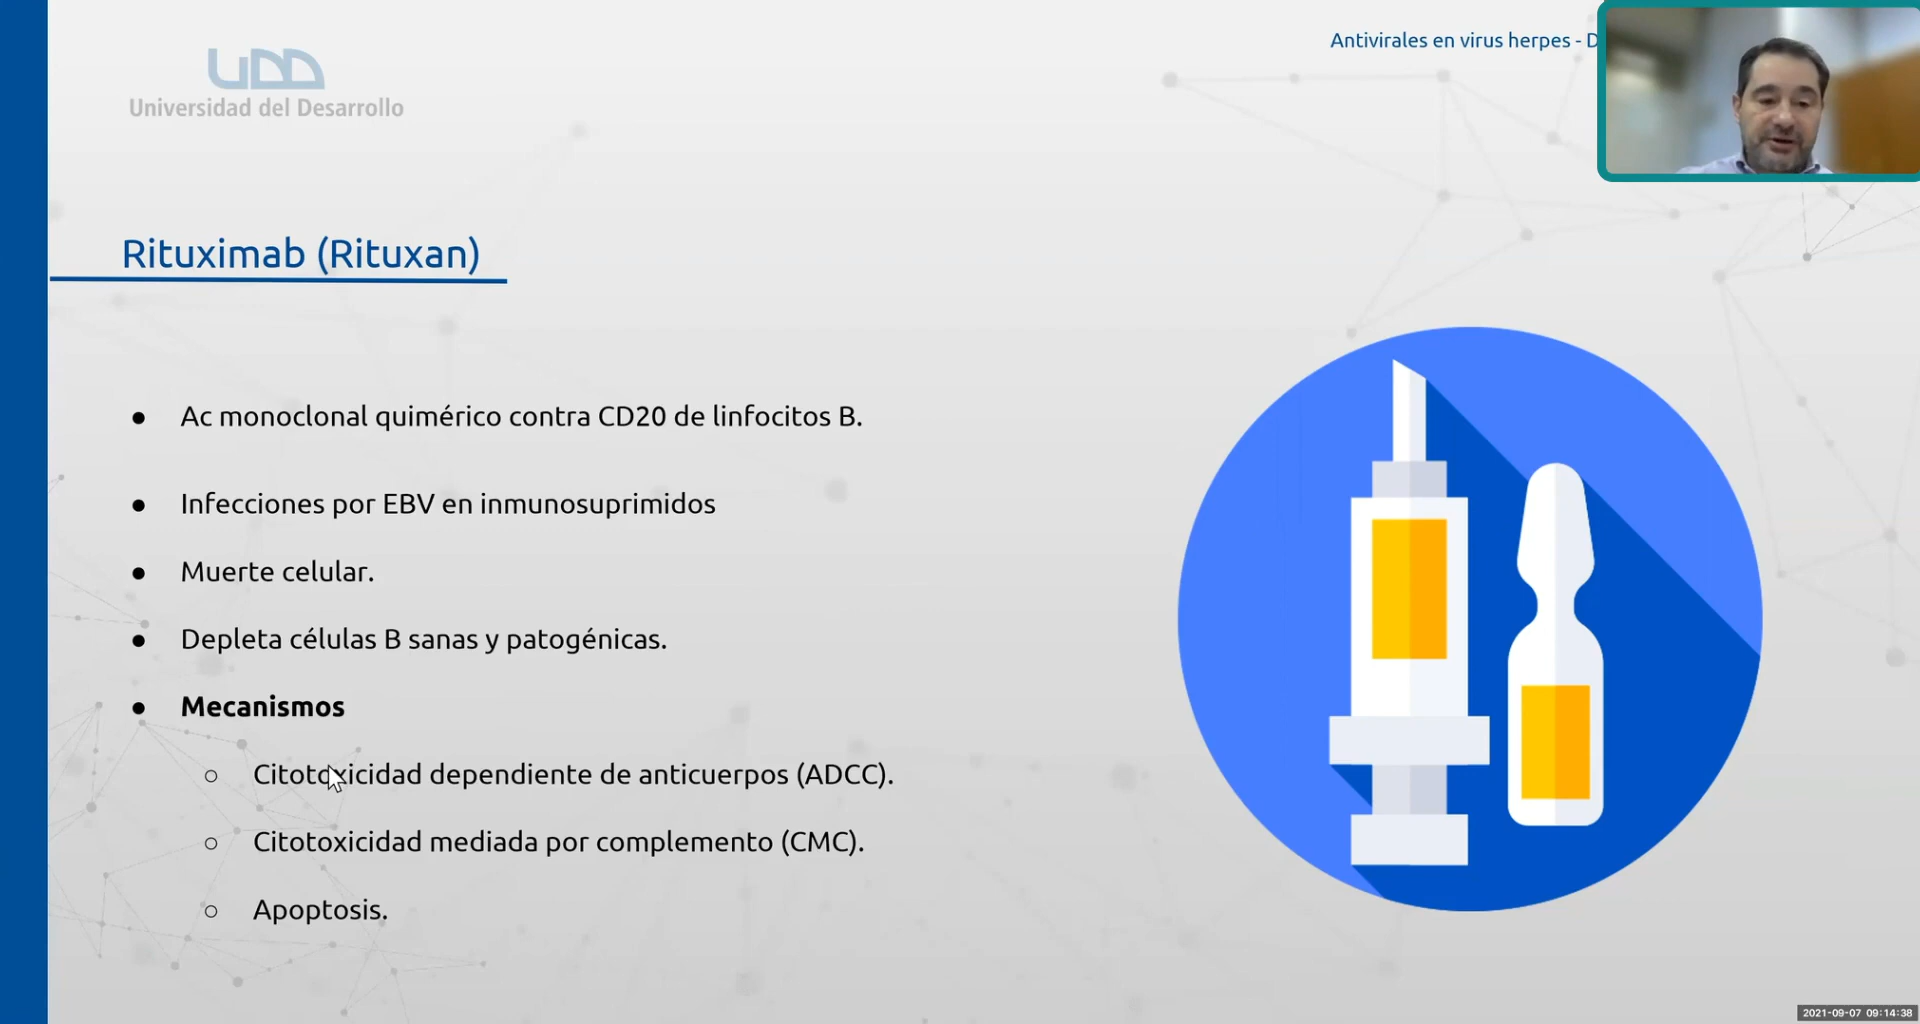 Antivirales en virus herpes - D
UDD
Universidad del Desarrollo
Rituximab (Rituxan)
● Ac monoclonal quimérico contra CD20 de linfocitos B.
● Infecciones por EBV en inmunosuprimidos
● Muerte celular.
● Depleta células B sanas y patogénicas.
● Mecanismos
○ Citotoxicidad dependiente de anticuerpos (ADCC).
○ Citotoxicidad mediada por complemento (CMC).
○ Apoptosis.
2021-09-07 09:14:38